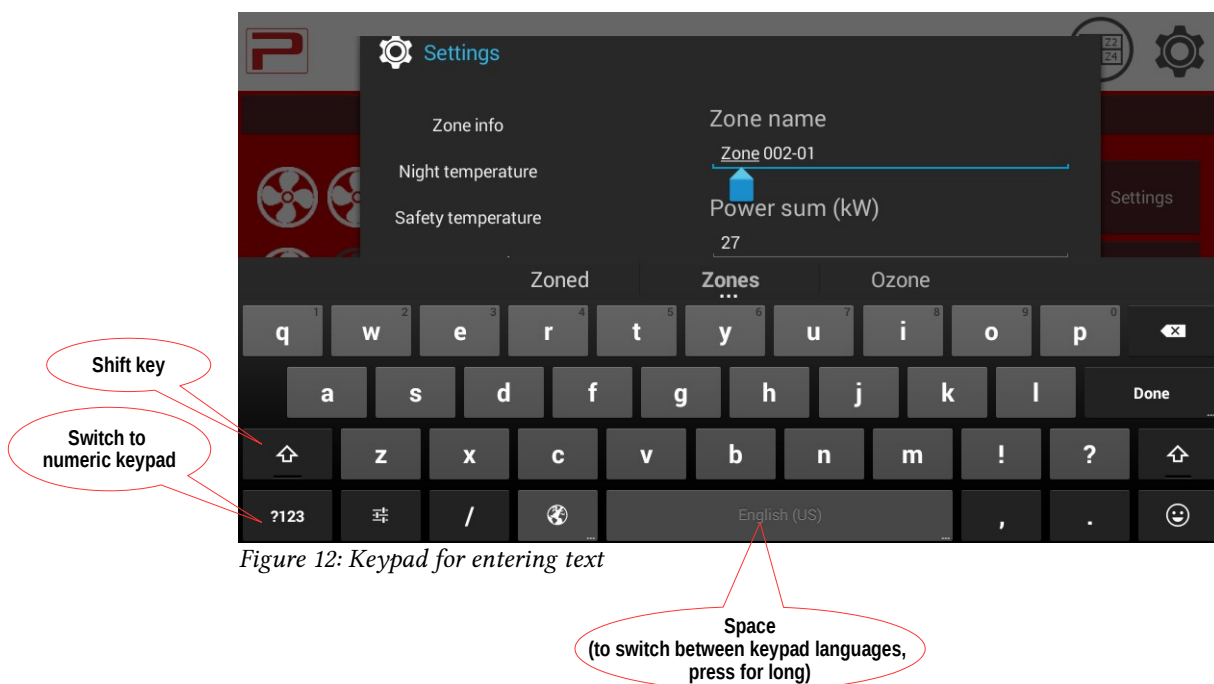 P
Z2
Z4
Settings
Zone info
Zone name
Zone 002-01
Night temperature
Settings
Safety temperature
Power sum (kW)
27
Zoned
Zones
Ozone
1 2 3 4 5 6 7 8 9 0
q w e r t y u i o p
Shift key
a s d f g h j k l Done
Switch to
numeric keypad
z x c v b n m ! ?
?123 / English (US) , .
Figure 12: Keypad for entering text
Space
(to switch between keypad languages,
press for long)